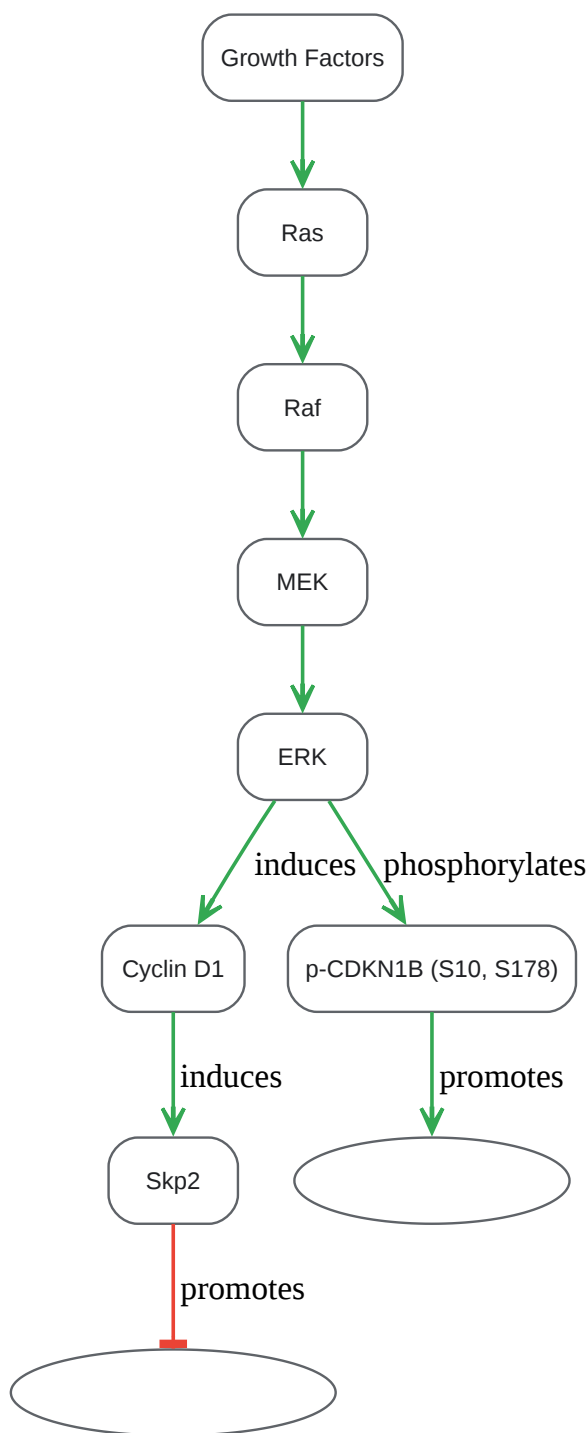 Growth Factors
Ras
Raf
MEK
ERK
induces
phosphorylates
Cyclin D1
p-CDKN1B (S10, S178)
induces
promotes
Skp2
promotes